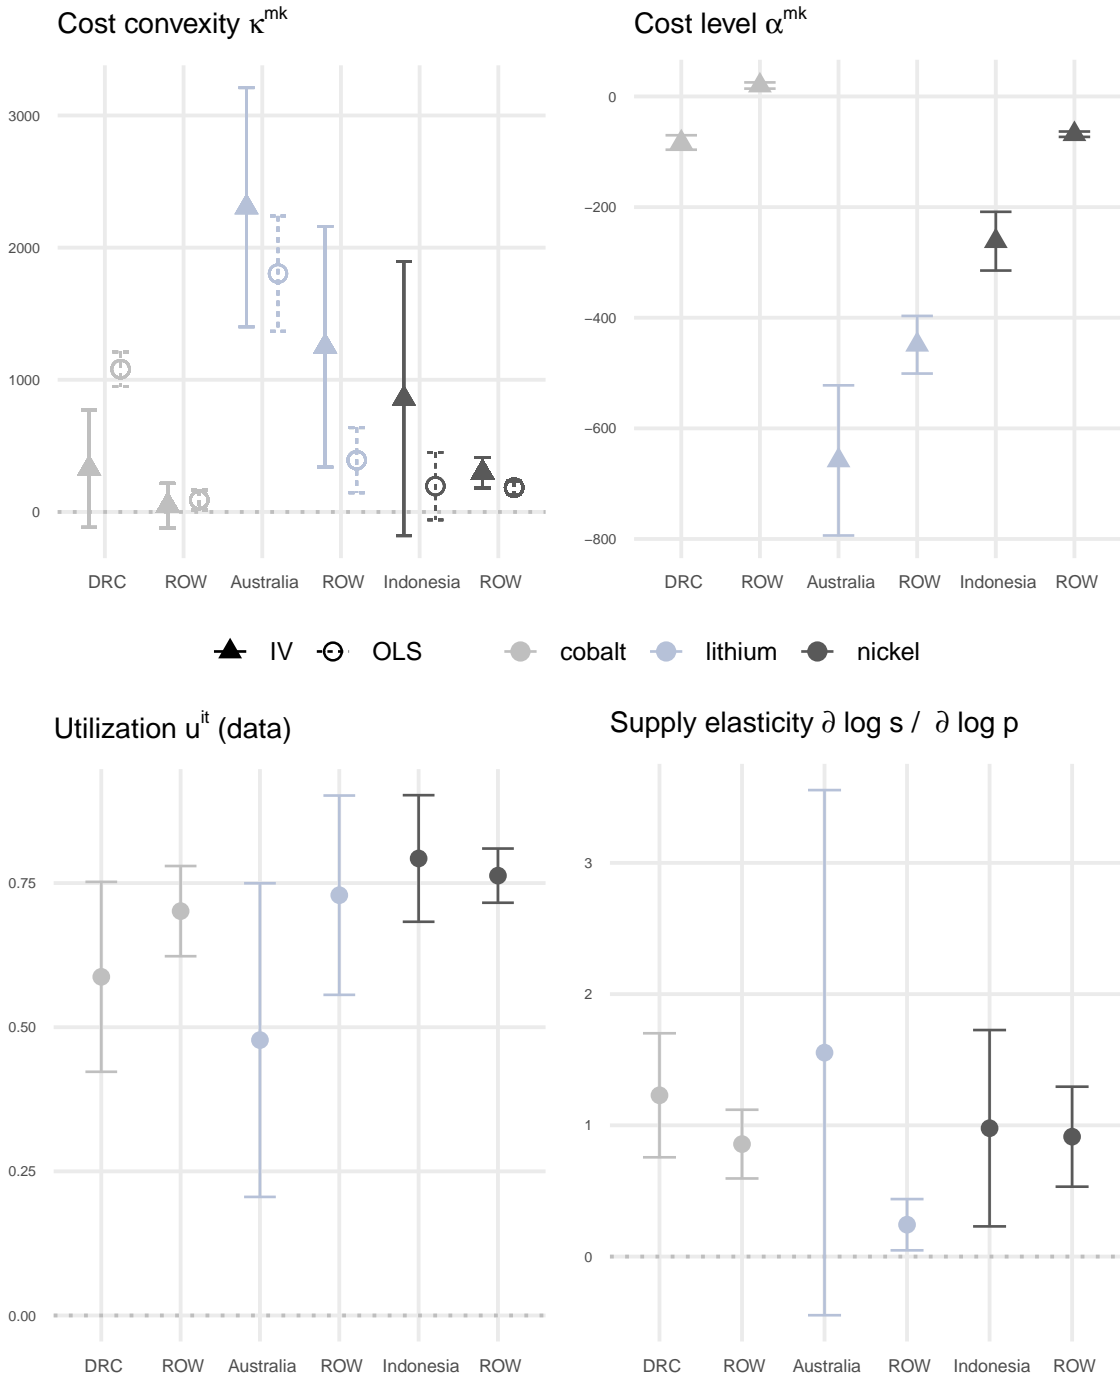 Cost convexity κ^mk
3000
2000
1000
0
DRC ROW Australia ROW Indonesia ROW
Cost level α^mk
0
−200
−400
−600
−800
DRC ROW Australia ROW Indonesia ROW
IV OLS cobalt lithium nickel
Utilization u^it (data)
0.75
0.50
0.25
0.00
DRC ROW Australia ROW Indonesia ROW
Supply elasticity ∂ log s / ∂ log p
3
2
1
0
DRC ROW Australia ROW Indonesia ROW